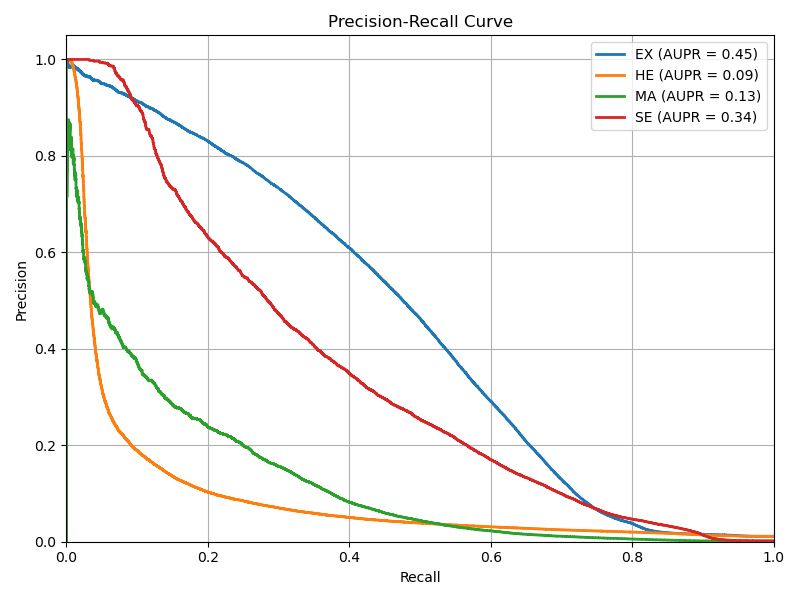 Precision-Recall Curve
EX (AUPR = 0.45)
HE (AUPR = 0.09)
MA (AUPR = 0.13)
SE (AUPR = 0.34)
Precision
1.0
0.8
0.6
0.4
0.2
0.0
0.0 0.2 0.4 0.6 0.8 1.0
Recall